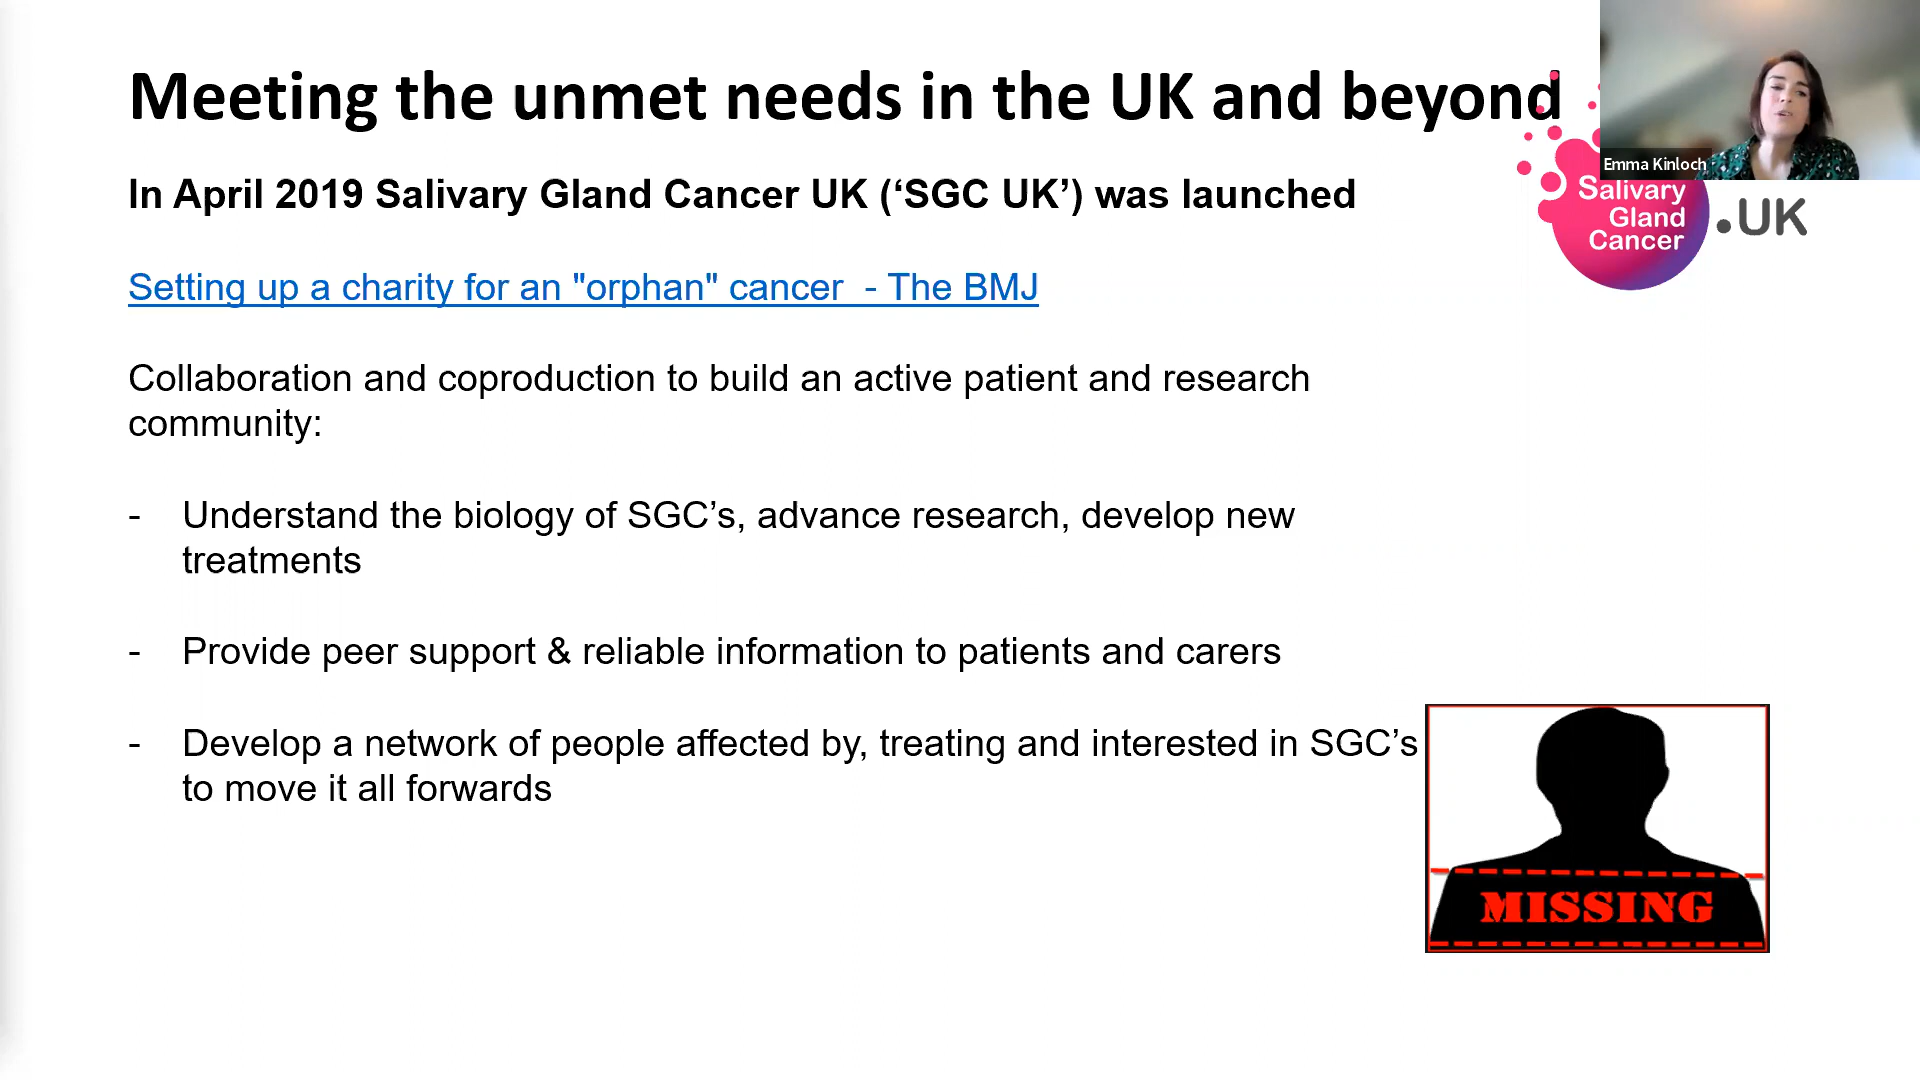 Meeting the unmet needs in the UK and beyond
Emma Kinloch
In April 2019 Salivary Gland Cancer UK (‘SGC UK’) was launched
Salivary
Gland
Cancer
.UK
Setting up a charity for an "orphan" cancer  - The BMJ
Collaboration and coproduction to build an active patient and research
community:
- Understand the biology of SGC’s, advance research, develop new
treatments
- Provide peer support & reliable information to patients and carers
- Develop a network of people affected by, treating and interested in SGC’s
to move it all forwards
MISSING